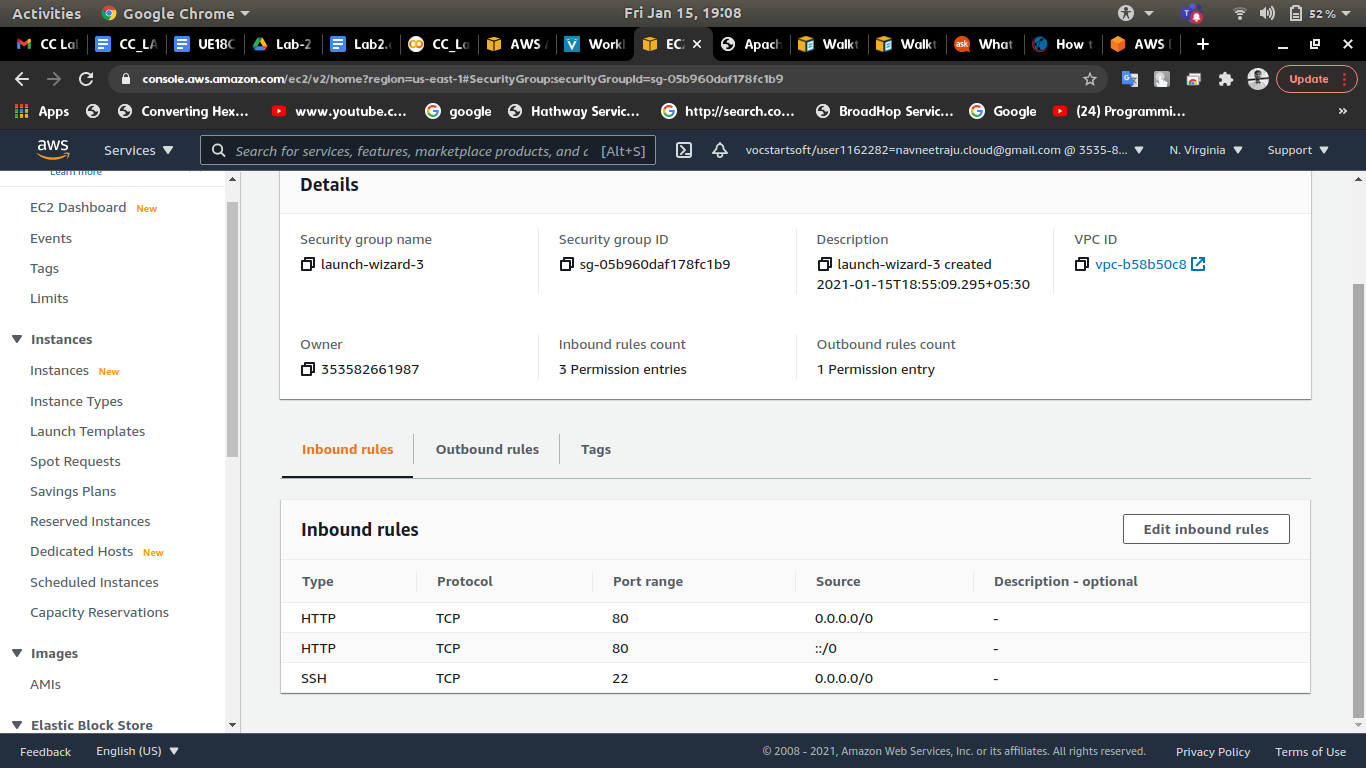 Activities Google Chrome Fri Jan 15, 19:08 52 %
CC La CC_LA UE18C Lab-2 Lab2. CC_La AWS Work EC2 Apach Walkt Walkt What How t AWS
console.aws.amazon.com/ec2/v2/home?region=us-east-1#SecurityGroup:securityGroupId=sg-05b960daf178fc1b9 Update
Apps Converting Hex... www.youtube.c... google Hathway Servic... http://search.co... BroadHop Servic... Google (24) Programmi... »
aws Services Search for services, features, marketplace products, and [Alt+S] vocstartsoft/user1162282=navneetraju.cloud@gmail.com @ 3535-8... N. Virginia Support
Learn more
EC2 Dashboard New
Events
Tags
Limits
Instances
Instances New
Instance Types
Launch Templates
Spot Requests
Savings Plans
Reserved Instances
Dedicated Hosts New
Scheduled Instances
Capacity Reservations
Images
AMIs
Elastic Block Store
Details
Security group name
launch-wizard-3
Security group ID
sg-05b960daf178fc1b9
Description
launch-wizard-3 created
2021-01-15T18:55:09.295+05:30
VPC ID
vpc-b58b50c8
Owner
353582661987
Inbound rules count
3 Permission entries
Outbound rules count
1 Permission entry
Inbound rules Outbound rules Tags
Inbound rules Edit inbound rules
Type Protocol Port range Source Description - optional
HTTP TCP 80 0.0.0.0/0 -
HTTP TCP 80 ::/0 -
SSH TCP 22 0.0.0.0/0 -
Feedback English (US) © 2008 - 2021, Amazon Web Services, Inc. or its affiliates. All rights reserved. Privacy Policy Terms of Use